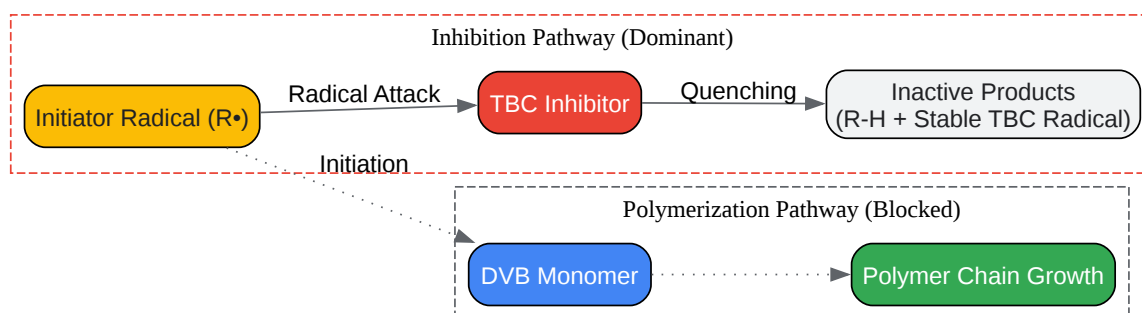 Inhibition Pathway (Dominant)
Initiator Radical (R•)
Radical Attack
TBC Inhibitor
Quenching
Inactive Products
(R-H + Stable TBC Radical)
Initiation
Polymerization Pathway (Blocked)
DVB Monomer
Polymer Chain Growth